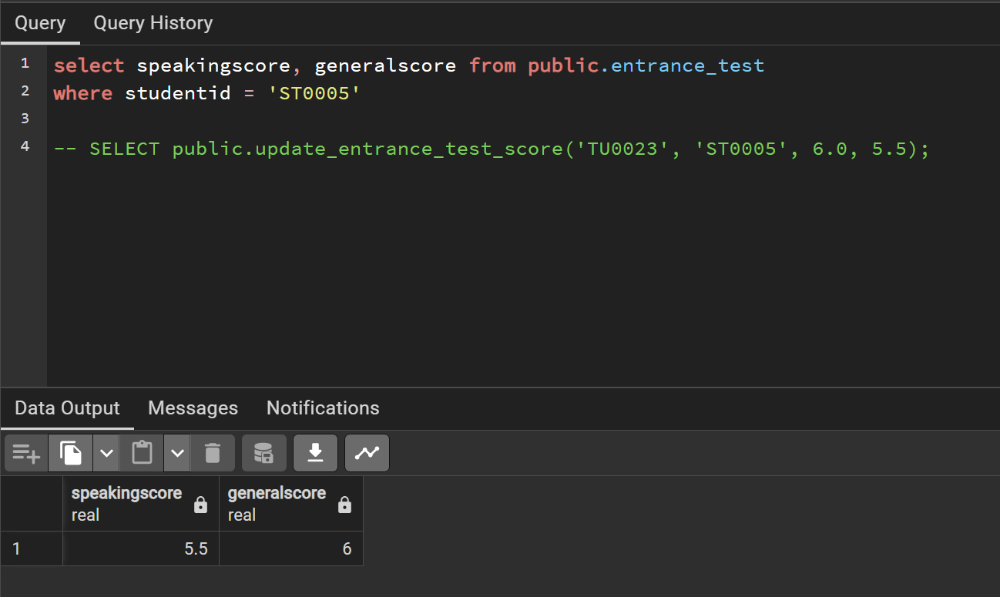 Query Query History
1 select speakingscore, generalscore from public.entrance_test
2 where studentid = 'ST0005'
3
4 -- SELECT public.update_entrance_test_score('TU0023', 'ST0005', 6.0, 5.5);
Data Output Messages Notifications
speakingscore generalscore
real real
1 5.5 6